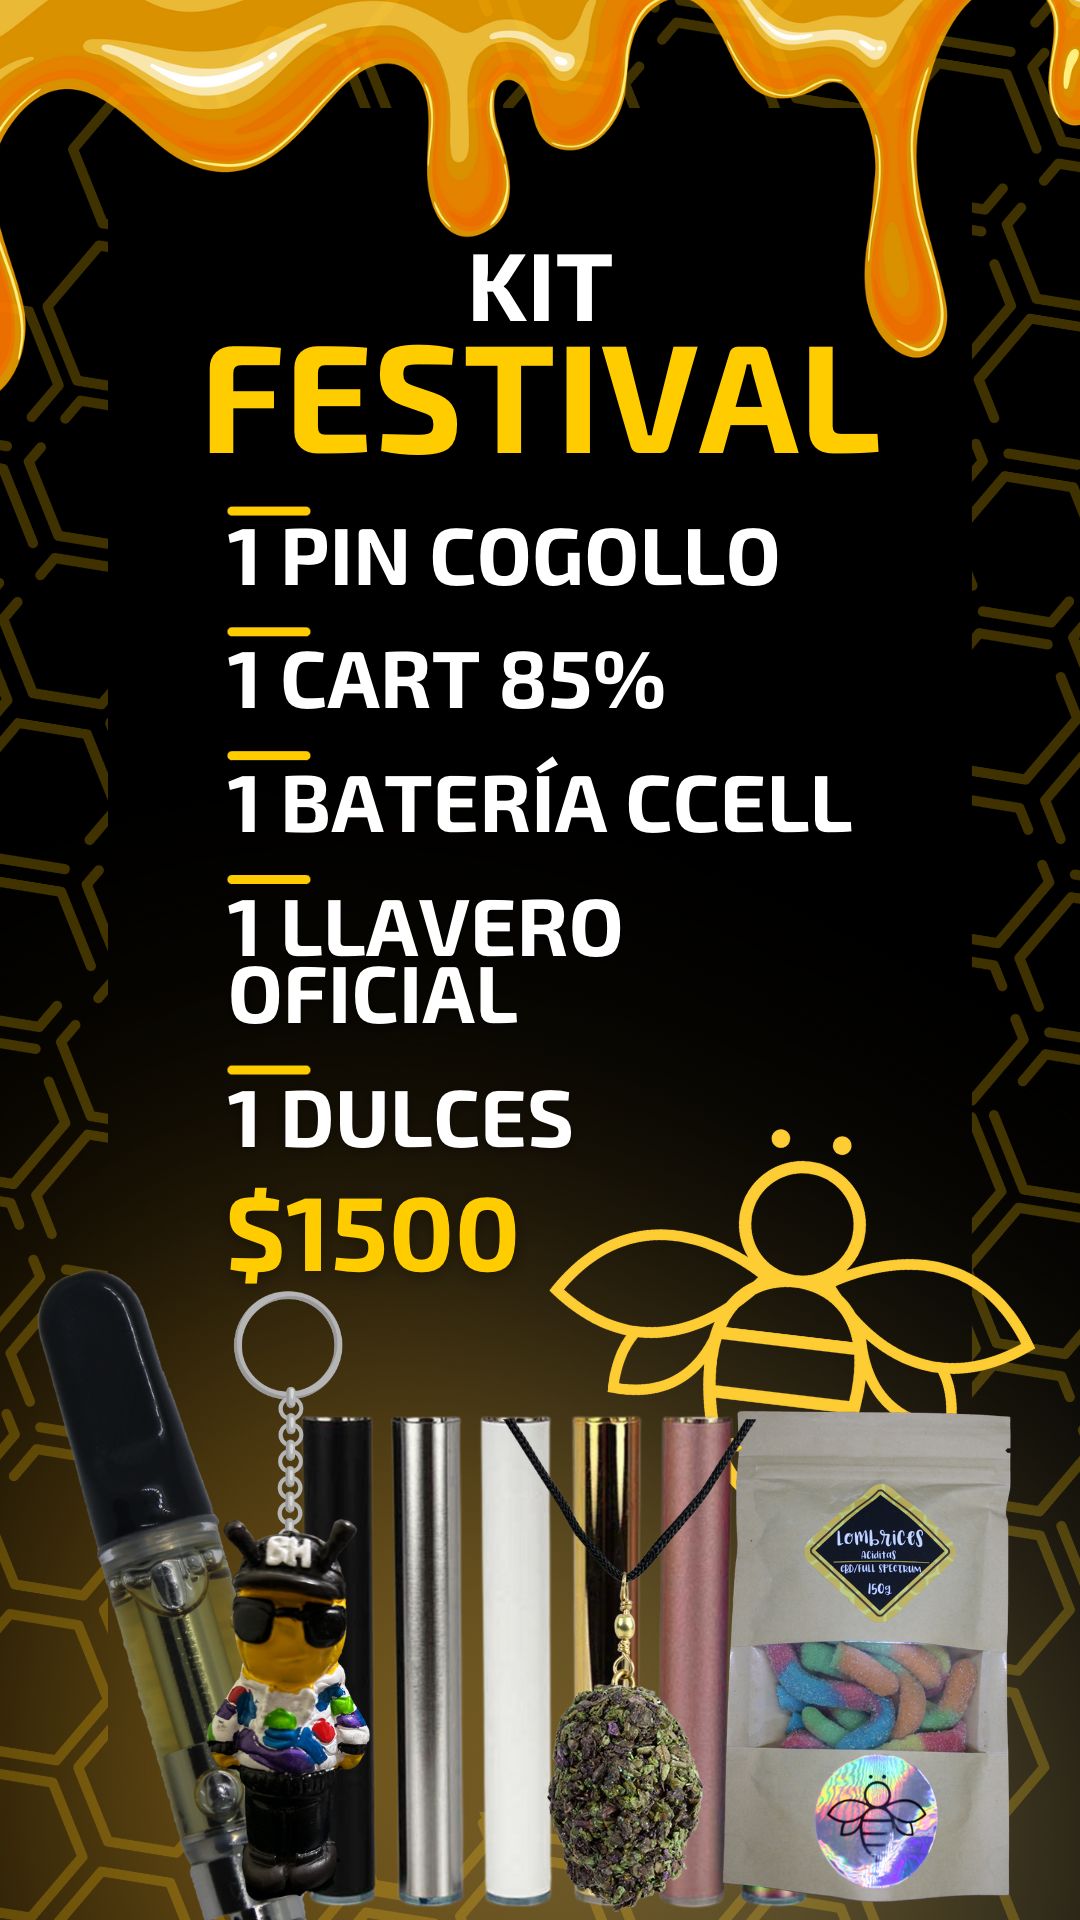 KIT
FESTIVAL
1 PIN COGOLLO
1 CART 85%
1 BATERÍA CCELL
1 LLAVERO
OFICIAL
1 DULCES
$1500
BH
Lombrices
Aciditas
CBD/FULL SPECTRUM
150g